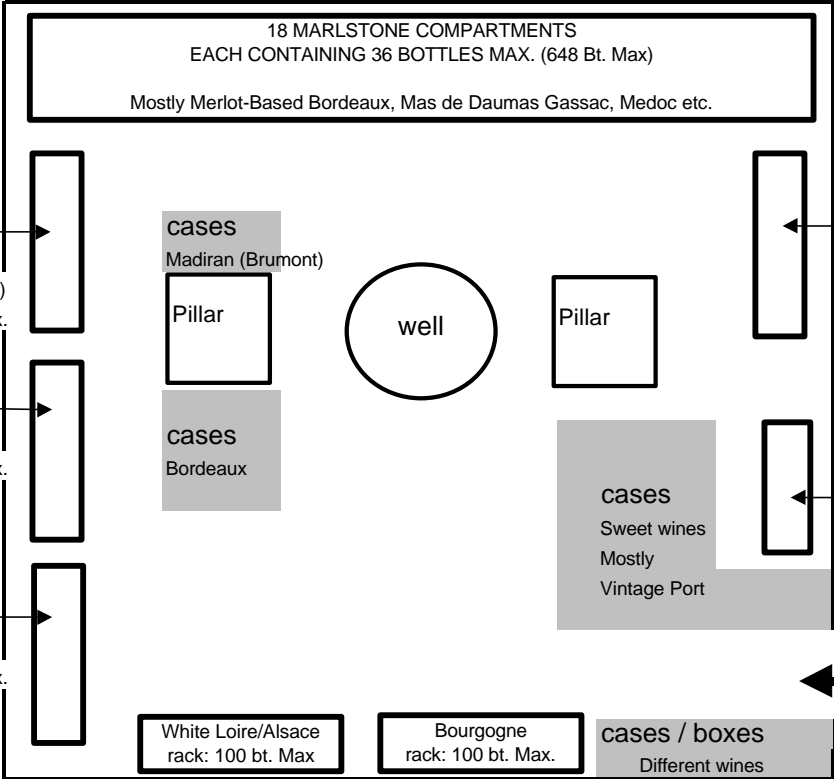 18 MARLSTONE COMPARTMENTS
EACH CONTAINING 36 BOTTLES MAX. (648 Bt. Max)
Mostly Merlot-Based Bordeaux, Mas de Daumas Gassac, Medoc etc.
cases
Madiran (Brumont)
)
Pillar
well
Pillar
cases
Bordeaux
cases
Sweet wines
Mostly
Vintage Port
White Loire/Alsace
rack: 100 bt. Max
Bourgogne
rack: 100 bt. Max.
cases / boxes
Different wines